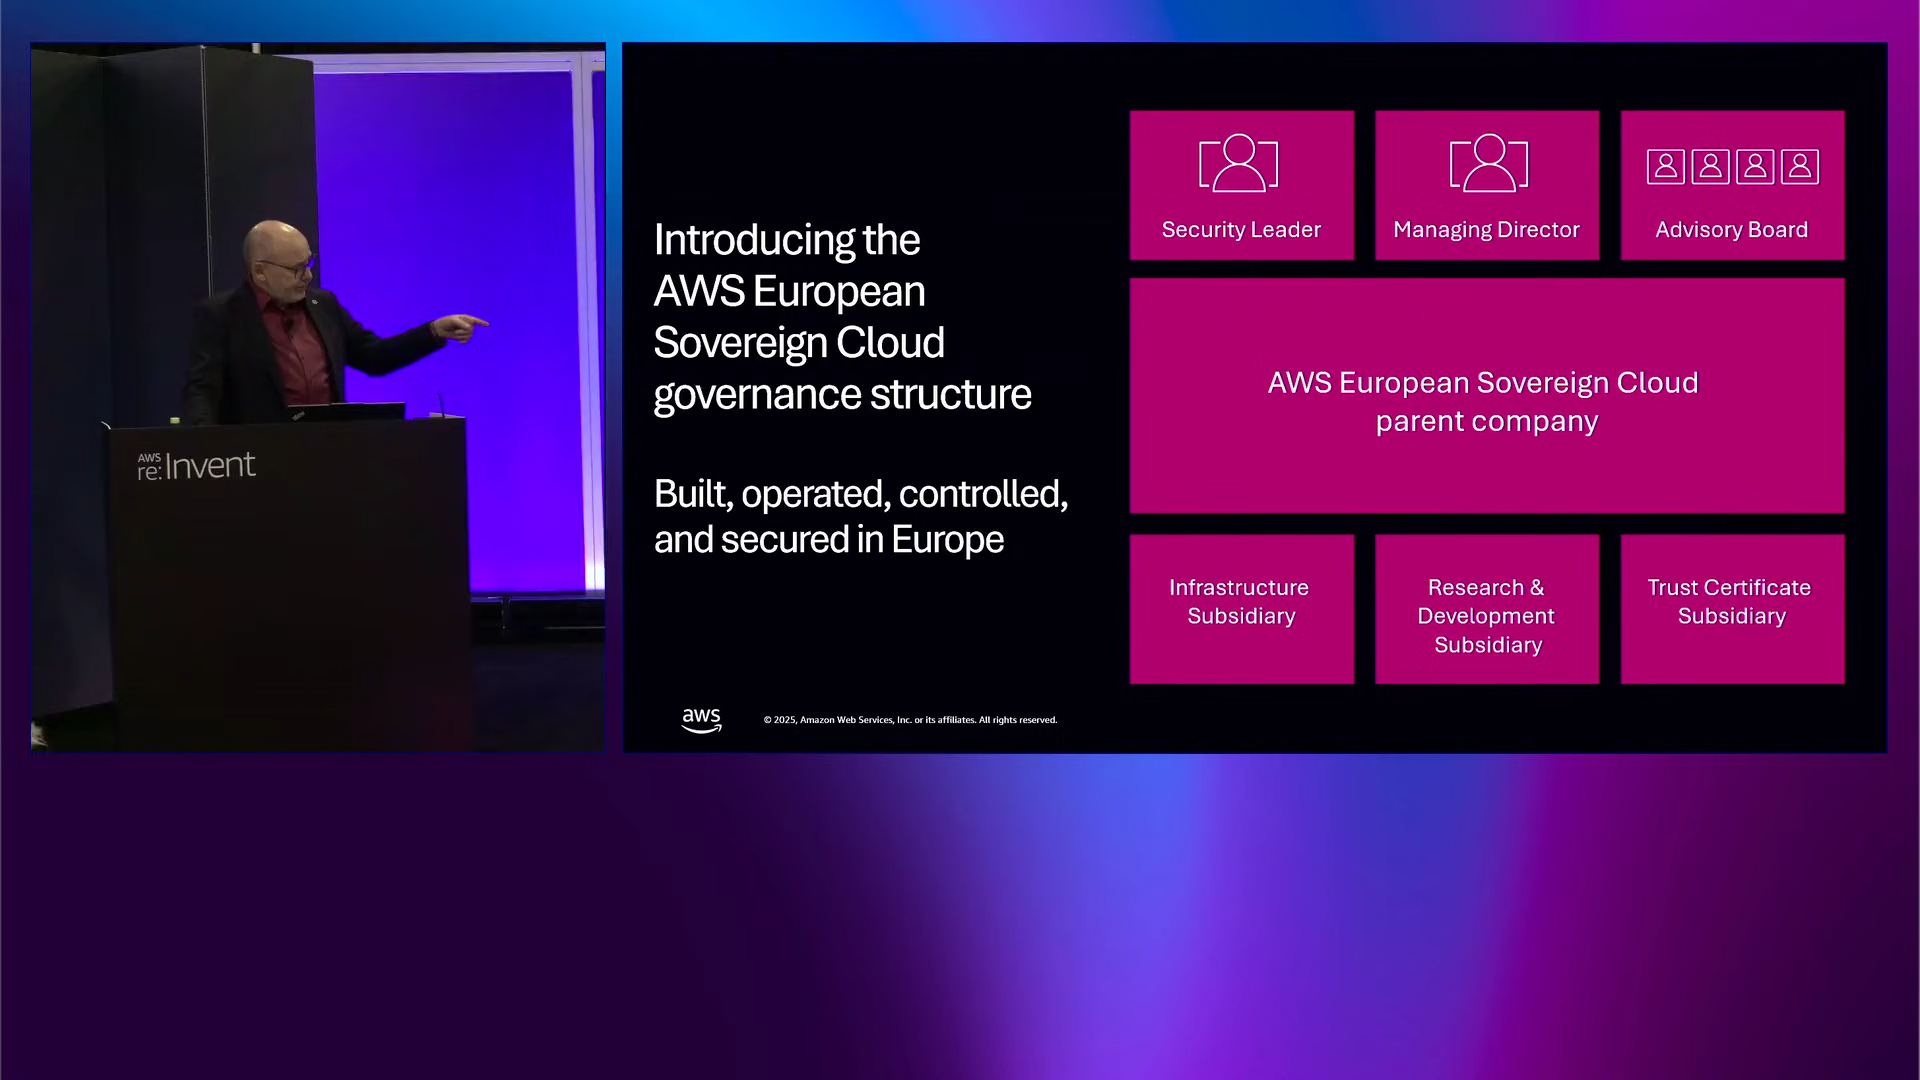 AWS
re:Invent
Introducing the
AWS European
Sovereign Cloud
governance structure
Built, operated, controlled,
and secured in Europe
Security Leader
Managing Director
Advisory Board
AWS European Sovereign Cloud
parent company
Infrastructure
Subsidiary
Research &
Development
Subsidiary
Trust Certificate
Subsidiary
aws
© 2025, Amazon Web Services, Inc. or its affiliates. All rights reserved.